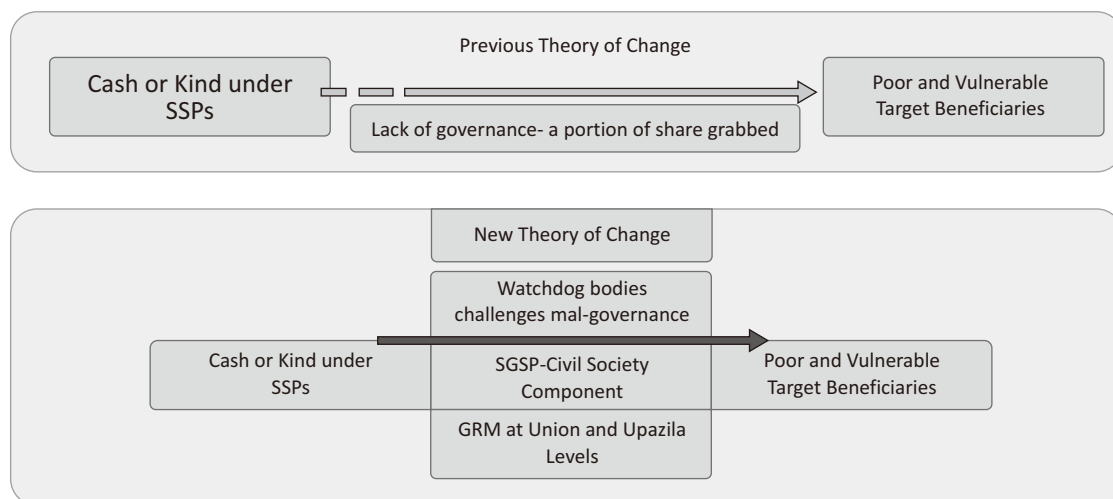 Previous Theory of Change
Cash or Kind under
SSPs
Poor and Vulnerable
Target Beneficiaries
Lack of governance- a portion of share grabbed
New Theory of Change
Watchdog bodies
challenges mal-governance
Cash or Kind under
SSPs
SGSP-Civil Society
Component
Poor and Vulnerable
Target Beneficiaries
GRM at Union and Upazila
Levels